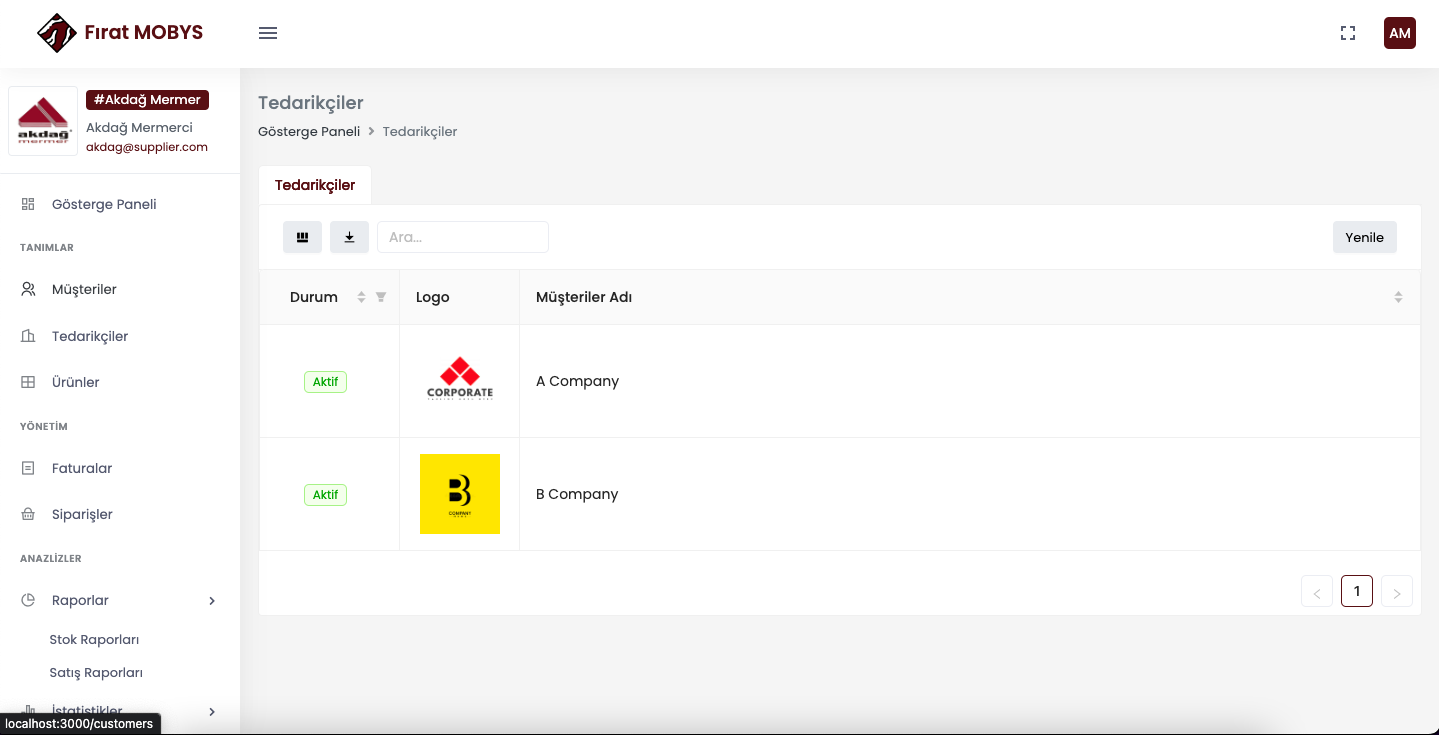 Fırat MOBYS
AM
#Akdağ Mermer
Akdağ Mermerci
akdag@supplier.com
akdağ
mermer
Gösterge Paneli
TANIMLAR
Müşteriler
Tedarikçiler
Ürünler
YÖNETİM
Faturalar
Siparişler
ANAZLİZLER
Raporlar
Stok Raporları
Satış Raporları
İstatistikler
localhost:3000/customers
Tedarikçiler
Gösterge Paneli > Tedarikçiler
Tedarikçiler
Ara...
Yenile
Durum Logo Müşteriler Adı
Aktif CORPORATE A Company
Aktif B COMPANY B Company
< 1 >